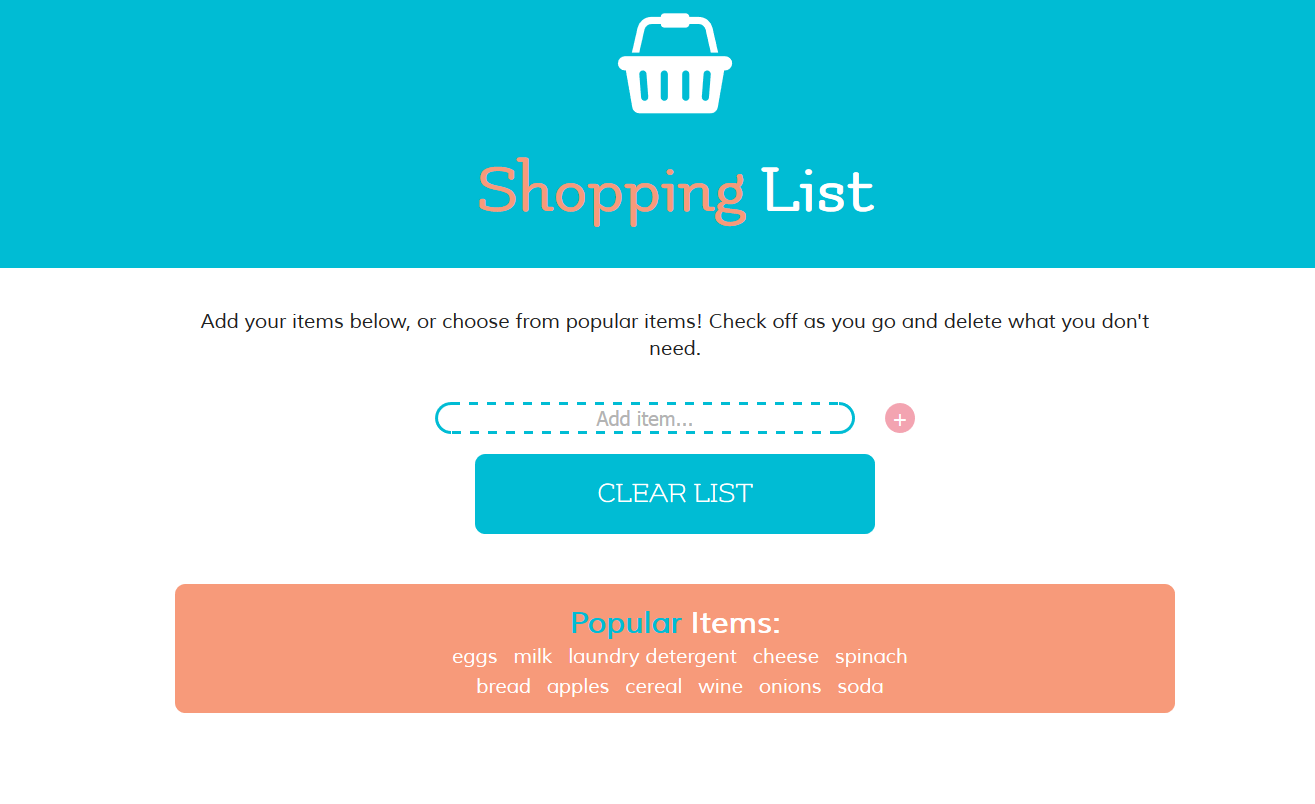 Shopping List
Add your items below, or choose from popular items! Check off as you go and delete what you don't
need.
Add item...
+
CLEAR LIST
Popular Items:
eggs milk laundry detergent cheese spinach
bread apples cereal wine onions soda